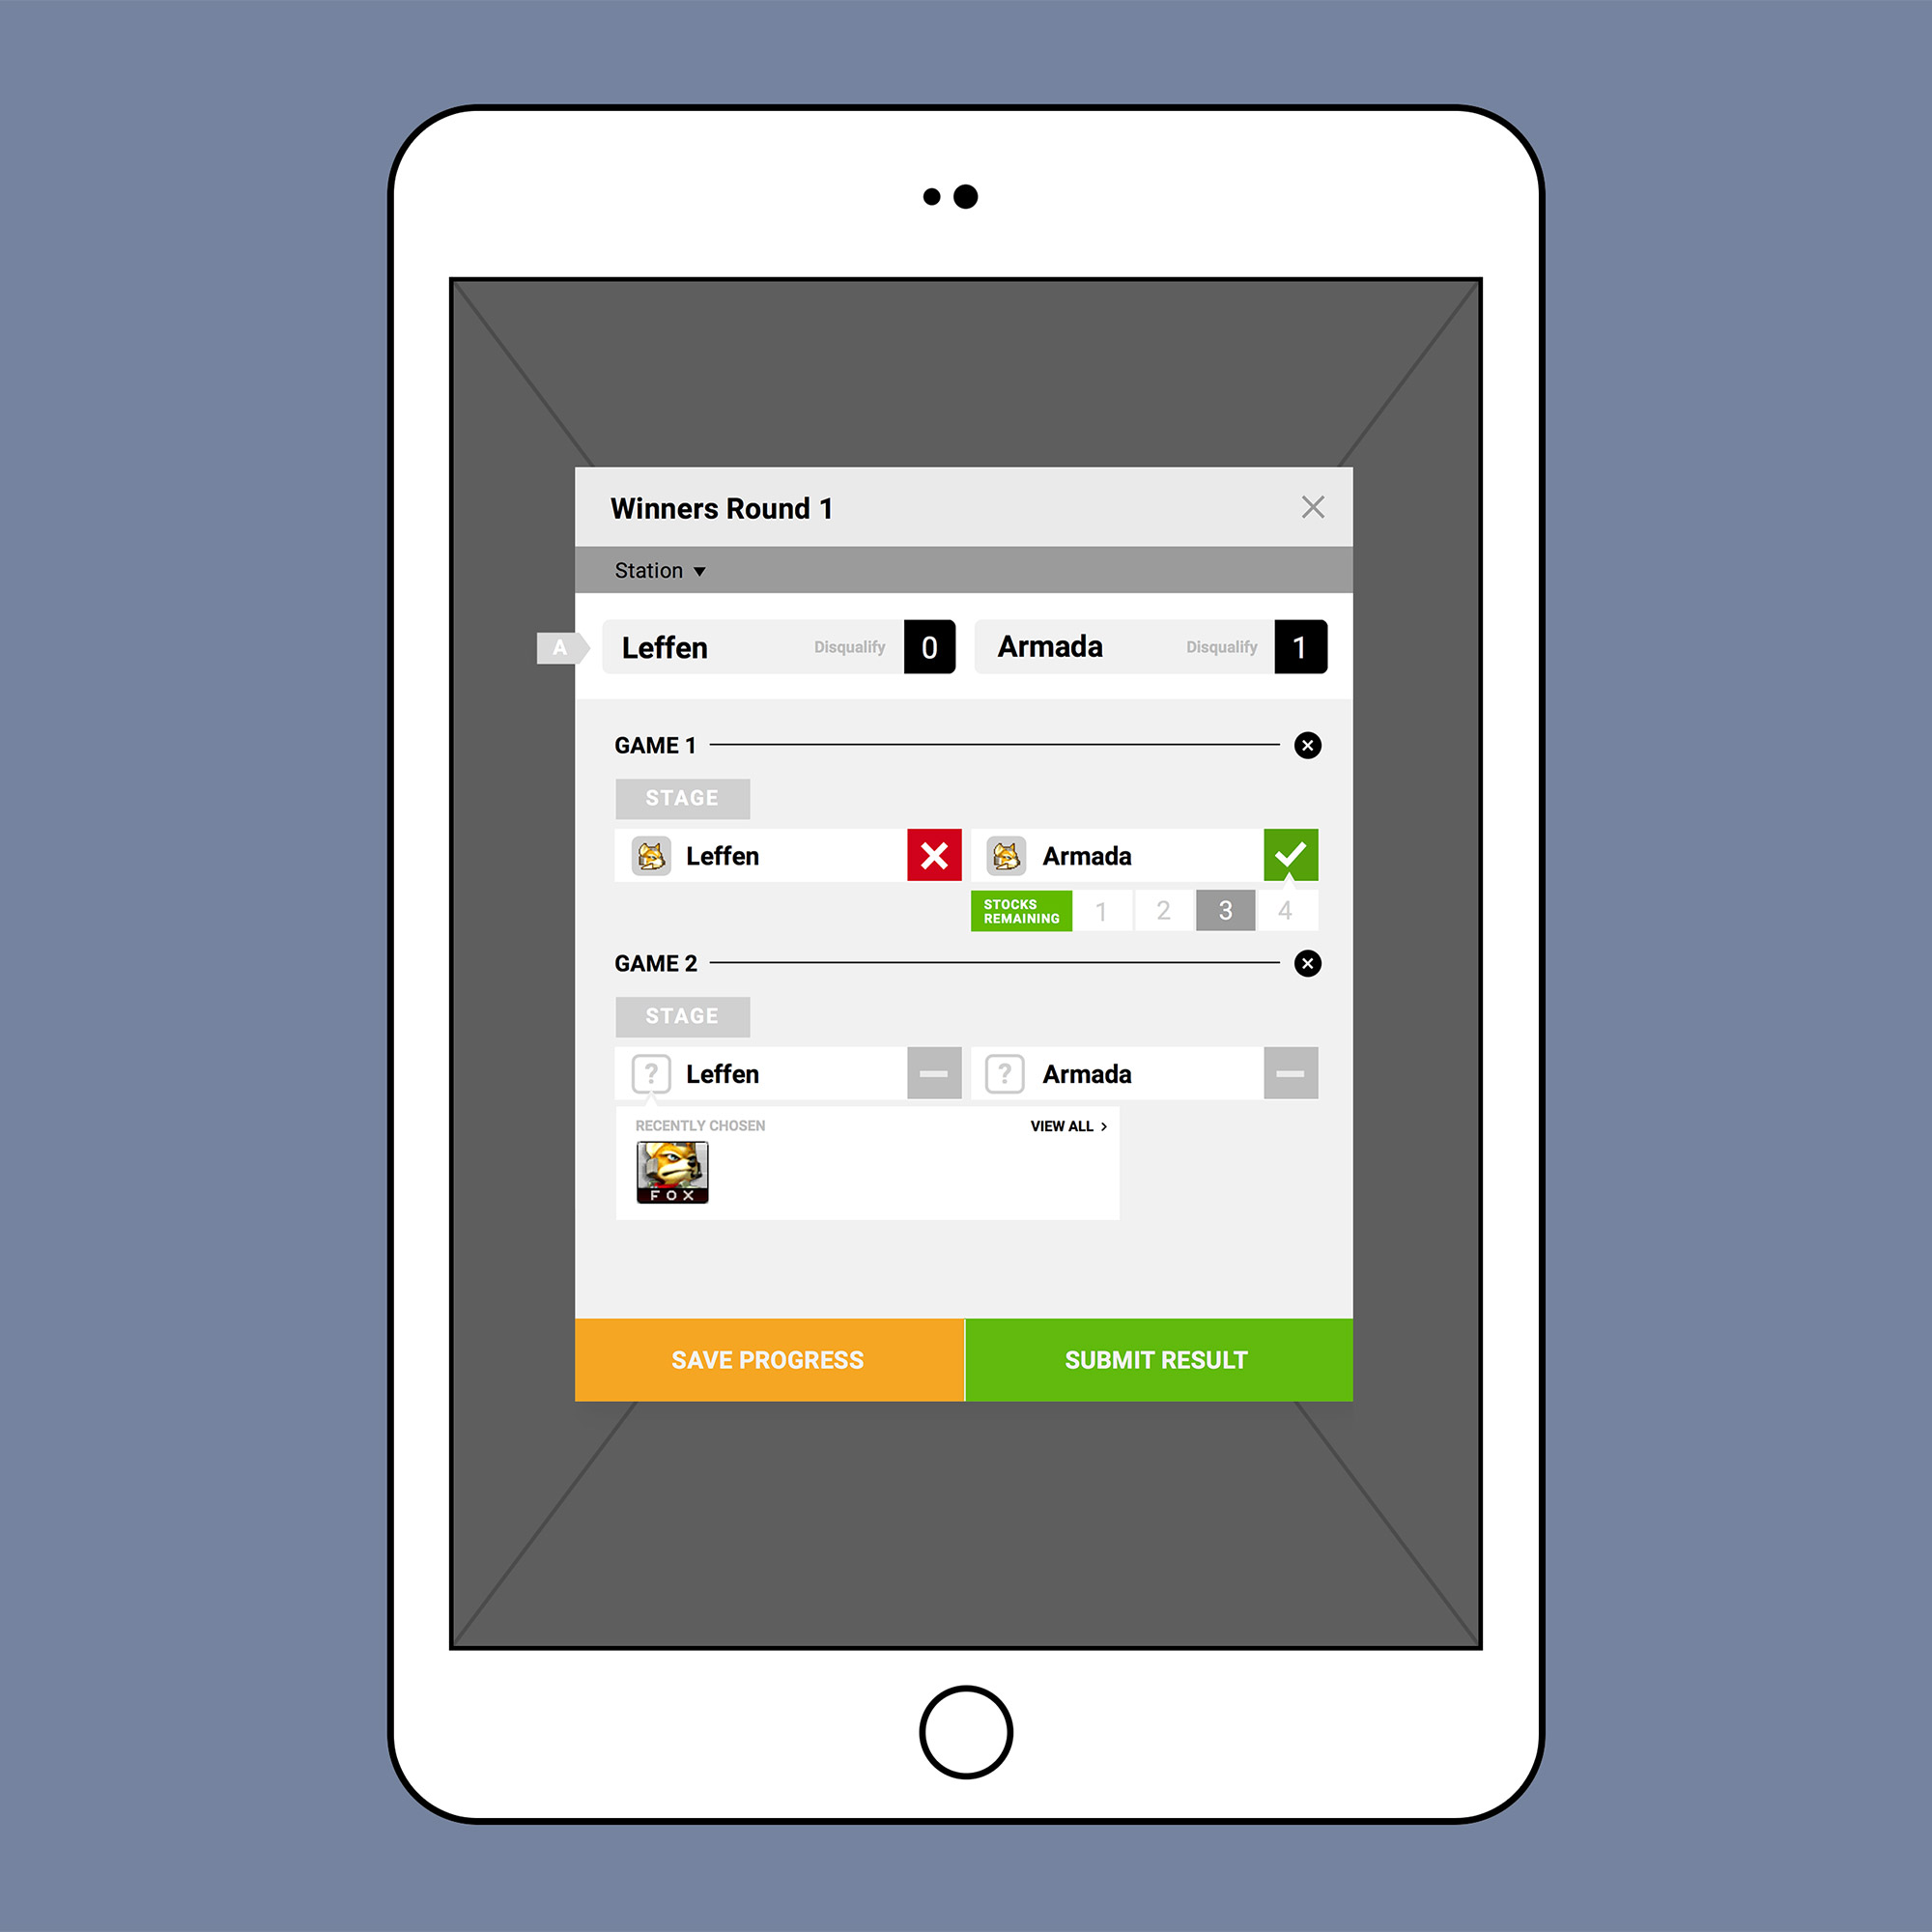 Winners Round 1
Station
A
Leffen Disqualify 0 Armada Disqualify 1
GAME 1
STAGE
Leffen Armada
STOCKS
REMAINING
1 2 3 4
GAME 2
STAGE
? Leffen ? Armada
RECENTLY CHOSEN VIEW ALL >
FOX
SAVE PROGRESS SUBMIT RESULT